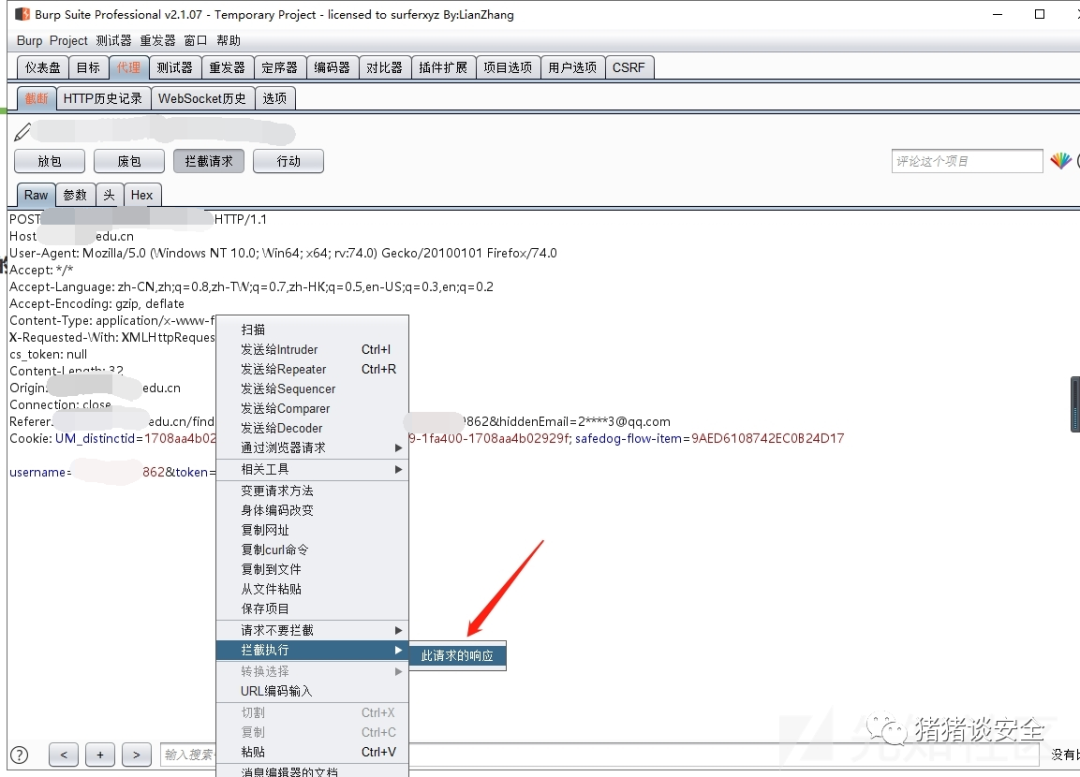 Burp Suite Professional v2.1.07 - Temporary Project - licensed to surferxyz By:LianZhang
Burp Project 测试器 重发器 窗口 帮助
仪表盘 目标 代理 测试器 重发器 定序器 编码器 对比器 插件扩展 项目选项 用户选项 CSRF
截断 HTTP历史记录 WebSocket历史 选项
放包 废包 拦截请求 行动 评论这个项目
Raw 参数 头 Hex
POST HTTP/1.1
Host edu.cn
User-Agent: Mozilla/5.0 (Windows NT 10.0; Win64; x64; rv:74.0) Gecko/20100101 Firefox/74.0
Accept: */*
Accept-Language: zh-CN,zh;q=0.8,zh-TW;q=0.7,zh-HK;q=0.5,en-US;q=0.3,en;q=0.2
Accept-Encoding: gzip, deflate
Content-Type: application/x-www-f
X-Requested-With: XMLHttpReques
cs_token: null
Content-Length: 32
Origin: edu.cn
Connection: close
Referer: edu.cn/find 9862&hiddenEmail=2****3@qq.com
Cookie: UM_distinctid=1708aa4b02 9-1fa400-1708aa4b02929f; safedog-flow-item=9AED6108742EC0B24D17
username= 862&token=
扫描
发送给Intruder Ctrl+I
发送给Repeater Ctrl+R
发送给Sequencer
发送给Comparer
发送给Decoder
通过浏览器请求
相关工具
变更请求方法
身体编码改变
复制网址
复制curl命令
复制到文件
从文件粘贴
保存项目
请求不要拦截
拦截执行 此请求的响应
转换选择
URL编码输入
切割 Ctrl+X
复制 Ctrl+C
粘贴 Ctrl+V
消息编辑器的文档
? < + > 输入搜索 没有
猪猪谈安全
先知社区